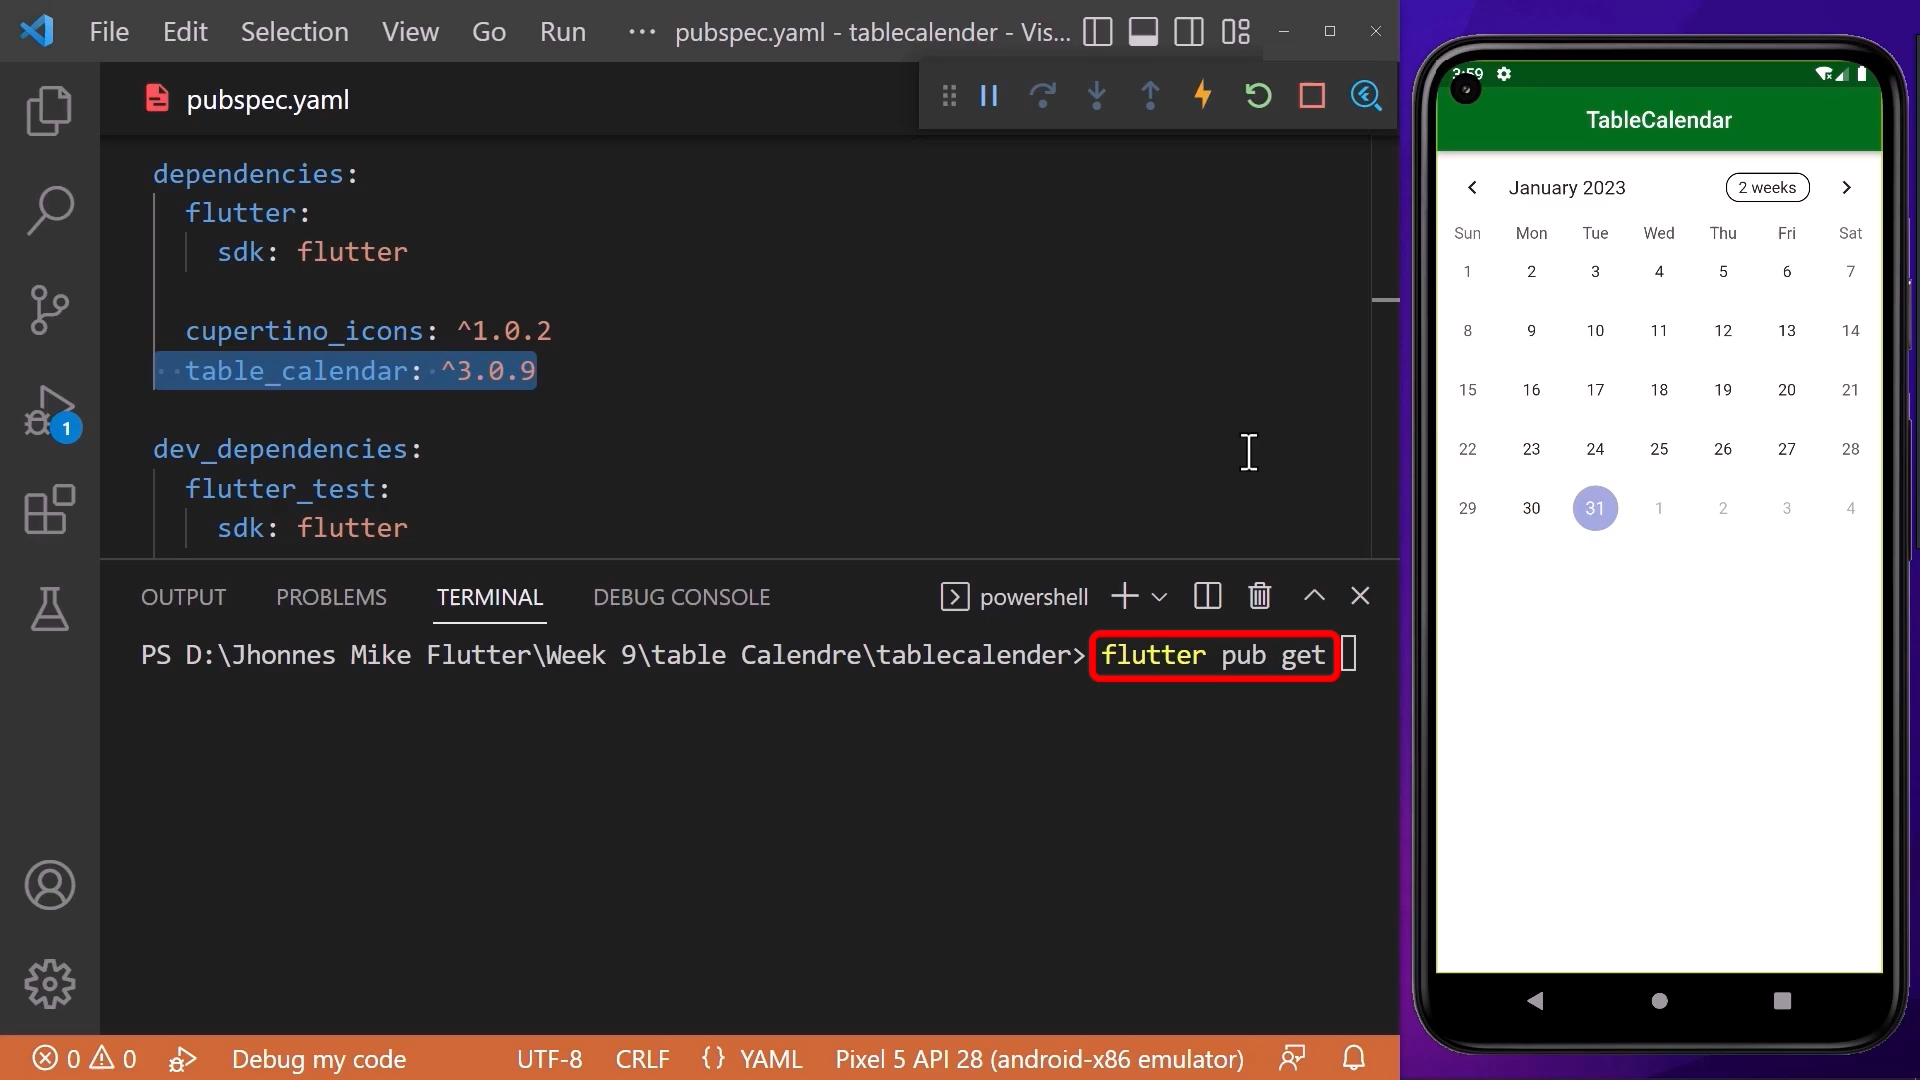 File Edit Selection View Go Run ··· pubspec.yaml - tablecalender - Vis...
pubspec.yaml
dependencies:
flutter:
sdk: flutter
cupertino_icons: ^1.0.2
table_calendar: ^3.0.9
dev_dependencies:
flutter_test:
sdk: flutter
1
OUTPUT PROBLEMS TERMINAL DEBUG CONSOLE powershell
PS D:\Jhonnes Mike Flutter\Week 9\table Calendre\tablecalender> flutter pub get
0 0 Debug my code UTF-8 CRLF {} YAML Pixel 5 API 28 (android-x86 emulator)
3:59
TableCalendar
January 2023 2 weeks
Sun Mon Tue Wed Thu Fri Sat
1 2 3 4 5 6 7
8 9 10 11 12 13 14
15 16 17 18 19 20 21
22 23 24 25 26 27 28
29 30 31 1 2 3 4